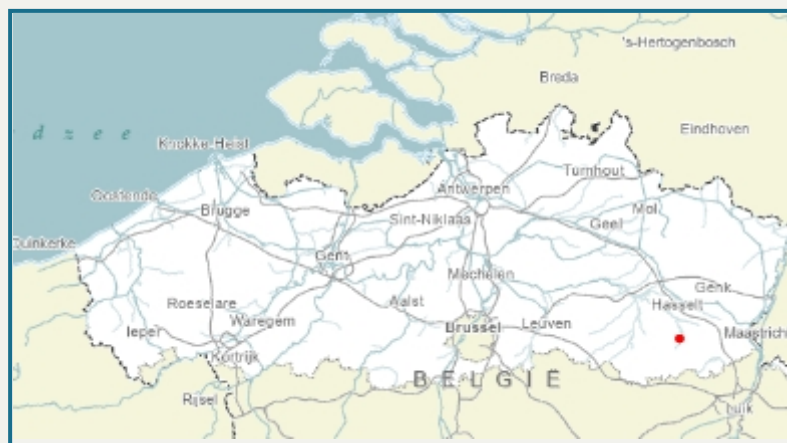 's-Hertogenbosch
Breda
d z e e
Eindhoven
Knokke-Heist
Turnhout
Antwerpen
Oostende
Mol
Brugge
Sint-Niklaas
Geel
Duinkerke
Gent
Mechelen
Genk
Roeselare
Aalst
Hasselt
Waregem
Ieper
Brussel
Leuven
Maastrich
Kortrijk
BELGIË
Rijsel
Luik